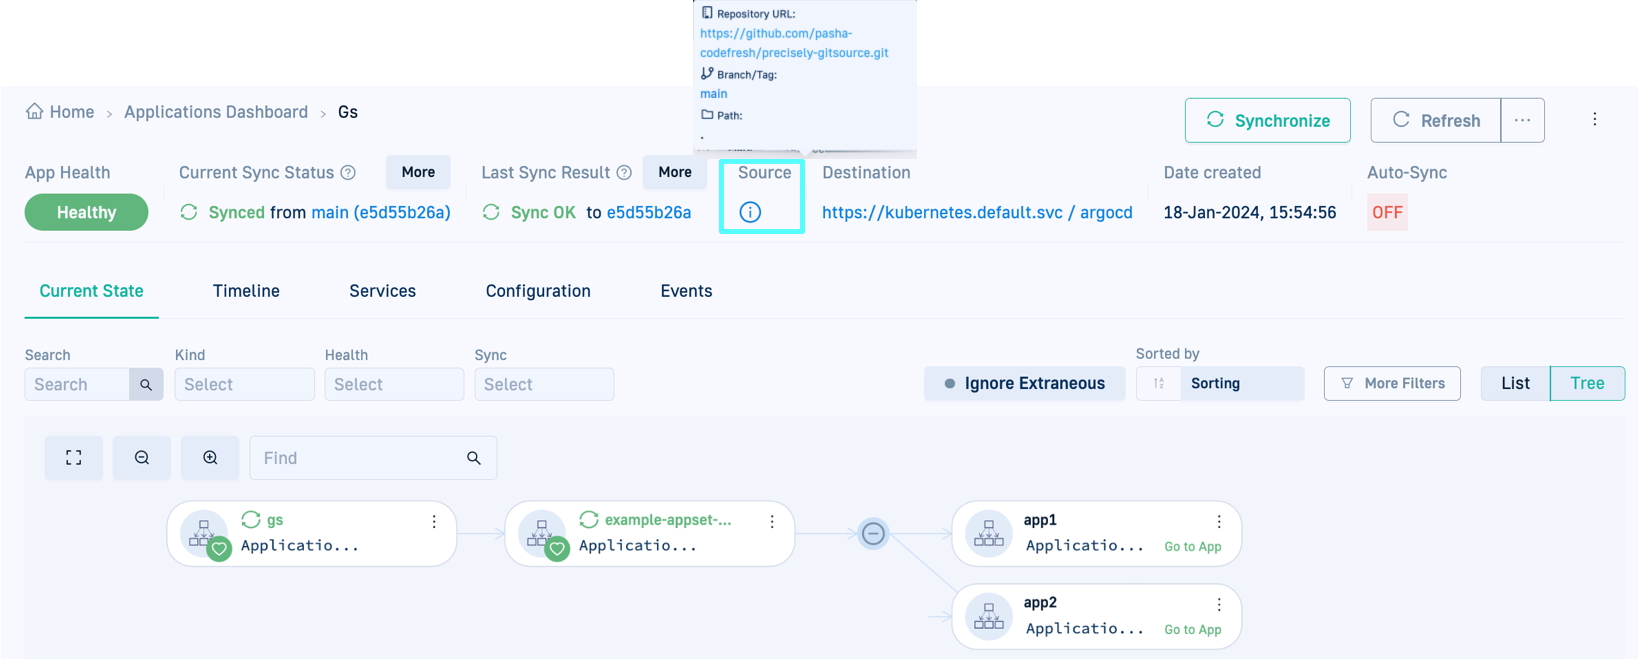 Repository URL:
https://github.com/pasha-
codefresh/precisely-gitsource.git
Branch/Tag:
main
Path:
.
Home > Applications Dashboard > Gs
Synchronize
Refresh
...
App Health
Current Sync Status
More
Last Sync Result
More
Source
Destination
Date created
Auto-Sync
Healthy
Synced from main (e5d55b26a)
Sync OK to e5d55b26a
https://kubernetes.default.svc / argocd
18-Jan-2024, 15:54:56
OFF
Current State
Timeline
Services
Configuration
Events
Search
Kind
Health
Sync
Sorted by
Search
Select
Select
Select
Ignore Extraneous
Sorting
More Filters
List
Tree
Find
gs
Applicatio...
example-appset-...
Applicatio...
app1
Applicatio...
Go to App
app2
Applicatio...
Go to App